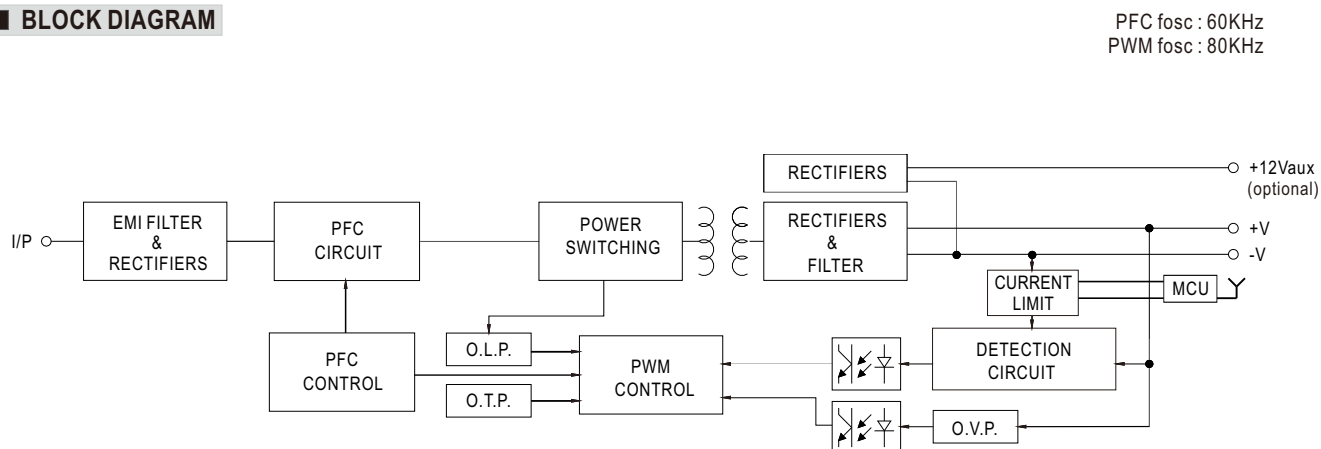 BLOCK DIAGRAM
PFC fosc : 60KHz
PWM fosc : 80KHz
RECTIFIERS
+12Vaux
(optional)
I/P
EMI FILTER
&
RECTIFIERS
PFC
CIRCUIT
POWER
SWITCHING
RECTIFIERS
&
FILTER
+V
-V
CURRENT
LIMIT
MCU
PFC
CONTROL
O.L.P.
O.T.P.
PWM
CONTROL
DETECTION
CIRCUIT
O.V.P.